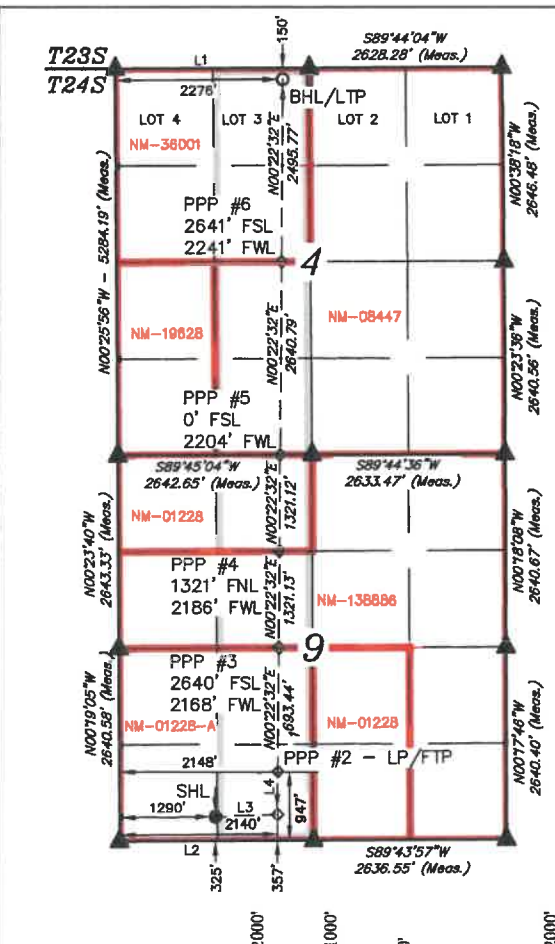 T23S
T24S
L1
150'
S89°44'04"W
2628.28' (Meas.)
2276'
BHL/LTP
LOT 4
LOT 3
LOT 2
LOT 1
NM-38001
N00°22'32"E
2495.77'
N00°38'18"W
2646.48' (Meas.)
PPP #6
2641' FSL
2241' FWL
4
N00°25'56"W - 5284.19' (Meas.)
NM-19628
NM-08447
N00°22'32"E
2640.79'
N00°23'36"W
2640.56' (Meas.)
PPP #5
0' FSL
2204' FWL
S89°45'04"W
2642.65' (Meas.)
S89°44'36"W
2633.47' (Meas.)
NM-01228
N00°22'32"E
1321.12'
N00°23'40"W
2643.33' (Meas.)
N00°18'08"W
2640.67' (Meas.)
PPP #4
1321' FNL
2186' FWL
N00°22'32"E
1321.13'
NM-138886
9
PPP #3
2640' FSL
2168' FWL
N00°22'32"E
1693.44'
N00°19'05"W
2640.58' (Meas.)
NM-01228-A
NM-01228
N00°17'46"W
2640.40' (Meas.)
PPP #2 - LP/FTP
2148'
SHL
L4
947'
1290'
L3
2140'
L2
325'
357'
S89°43'57"W
2636.55' (Meas.)
2000'
1000'